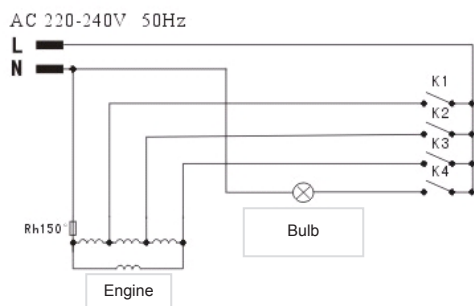 AC 220-240V 50Hz
L
N
K1
K2
K3
K4
Rh150°
Bulb
Engine